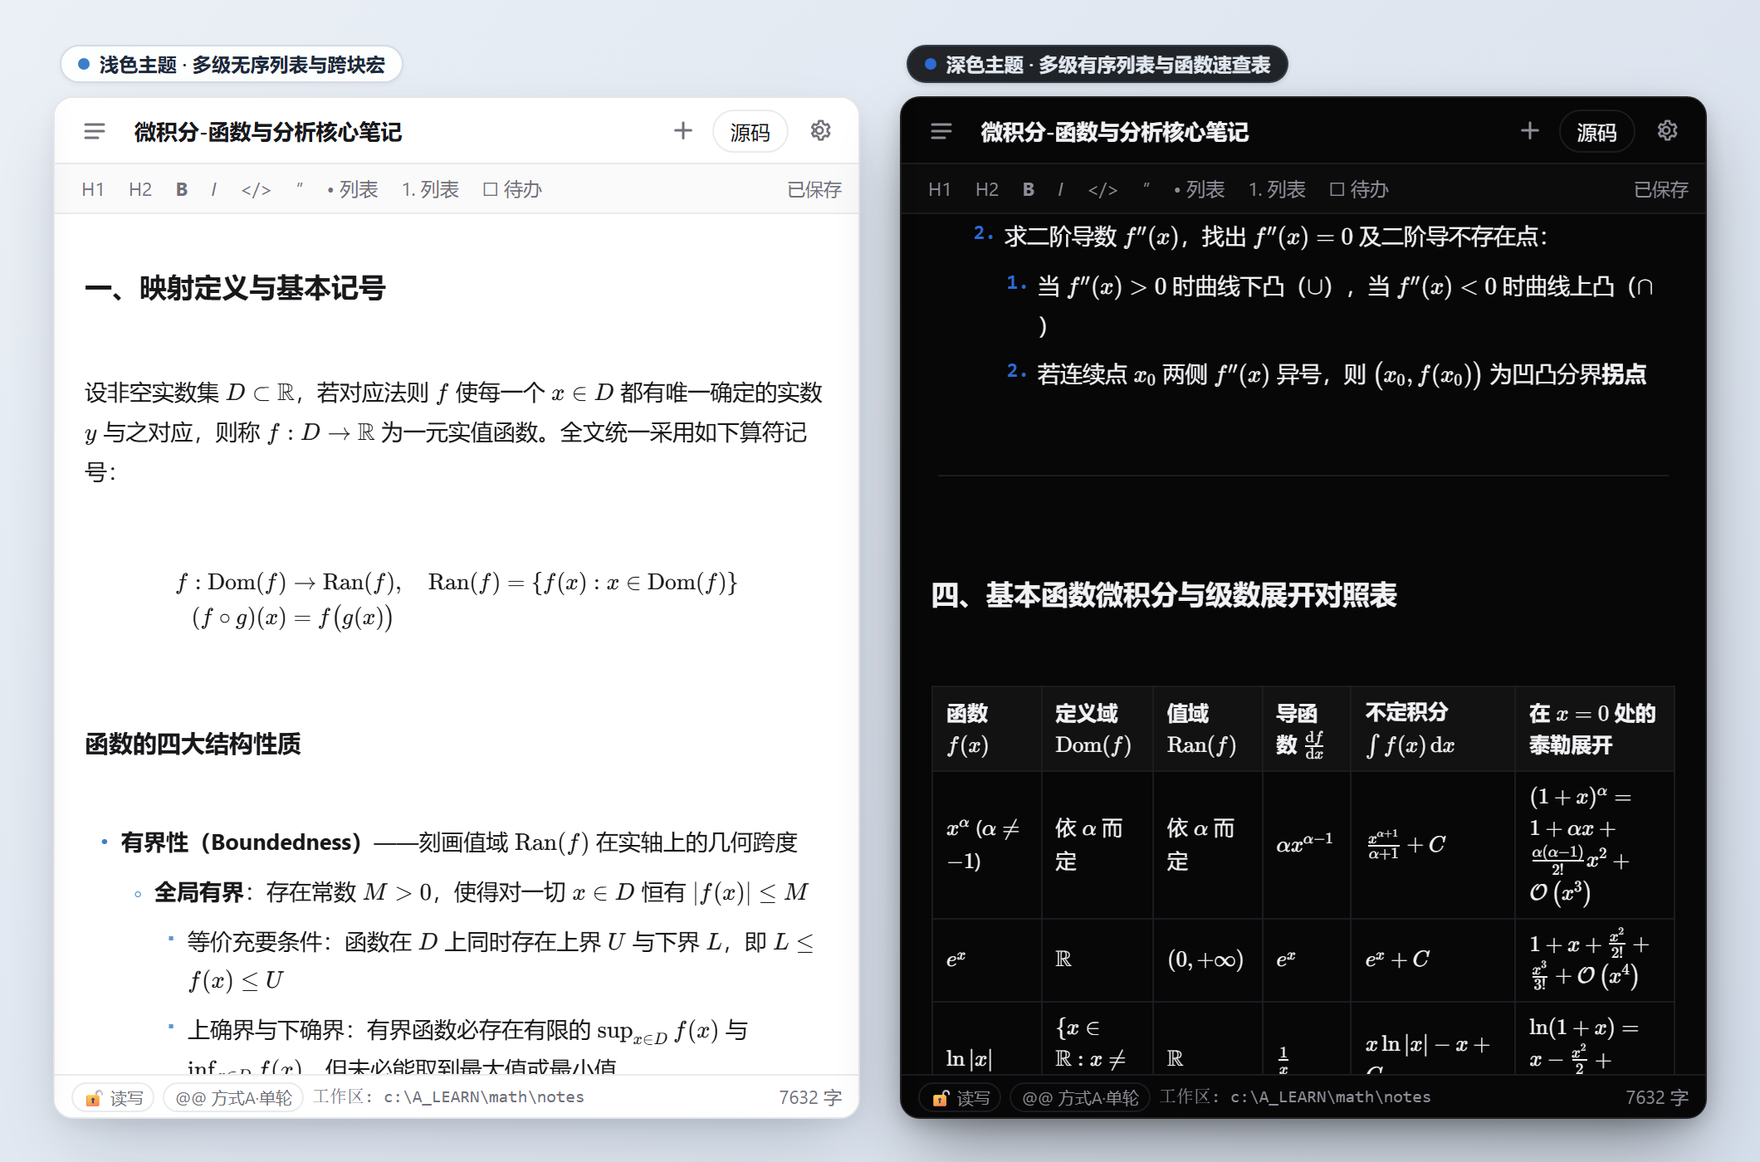 浅色主题 · 多级无序列表与跨块宏
微积分-函数与分析核心笔记
+ 源码
H1 H2 B I </> " • 列表 1. 列表 ☐ 待办 已保存
一、映射定义与基本记号
设非空实数集 D ⊂ ℝ，若对应法则 f 使每一个 x ∈ D 都有唯一确定的实数
y 与之对应，则称 f : D → ℝ 为一元实值函数。全文统一采用如下算符记
号：
f : Dom(f) → Ran(f), Ran(f) = {f(x) : x ∈ Dom(f)}
(f ∘ g)(x) = f(g(x))
函数的四大结构性质
• 有界性（Boundedness）——刻画值域 Ran(f) 在实轴上的几何跨度
◦ 全局有界：存在常数 M > 0，使得对一切 x ∈ D 恒有 |f(x)| ≤ M
▪ 等价充要条件：函数在 D 上同时存在上界 U 与下界 L，即 L ≤
f(x) ≤ U
▪ 上确界与下确界：有界函数必存在有限的 sup_{x∈D} f(x) 与
inf_{x∈D} f(x)，但未必能取到最大值或最小值
🔓 读写 @@ 方式A·单轮 工作区: c:\A_LEARN\math\notes 7632 字
深色主题 · 多级有序列表与函数速查表
微积分-函数与分析核心笔记
+ 源码
H1 H2 B I </> " • 列表 1. 列表 ☐ 待办 已保存
2. 求二阶导数 f″(x)，找出 f″(x) = 0 及二阶导不存在点：
1. 当 f″(x) > 0 时曲线下凸（∪），当 f″(x) < 0 时曲线上凸（∩
）
2. 若连续点 x₀ 两侧 f″(x) 异号，则 (x₀, f(x₀)) 为凹凸分界拐点
四、基本函数微积分与级数展开对照表
函数 f(x) | 定义域 Dom(f) | 值域 Ran(f) | 导函数 df/dx | 不定积分 ∫ f(x) dx | 在 x = 0 处的泰勒展开
x^α (α ≠ −1) | 依 α 而定 | 依 α 而定 | αx^{α−1} | x^{α+1}/(α+1) + C | (1 + x)^α = 1 + αx + α(α−1)/2! x² + 𝒪(x³)
e^x | ℝ | (0, +∞) | e^x | e^x + C | 1 + x + x²/2! + x³/3! + 𝒪(x⁴)
ln|x| | {x ∈ ℝ : x ≠ | ℝ | 1/x | x ln|x| − x + C | ln(1 + x) = x − x²/2 +
🔓 读写 @@ 方式A·单轮 工作区: c:\A_LEARN\math\notes 7632 字